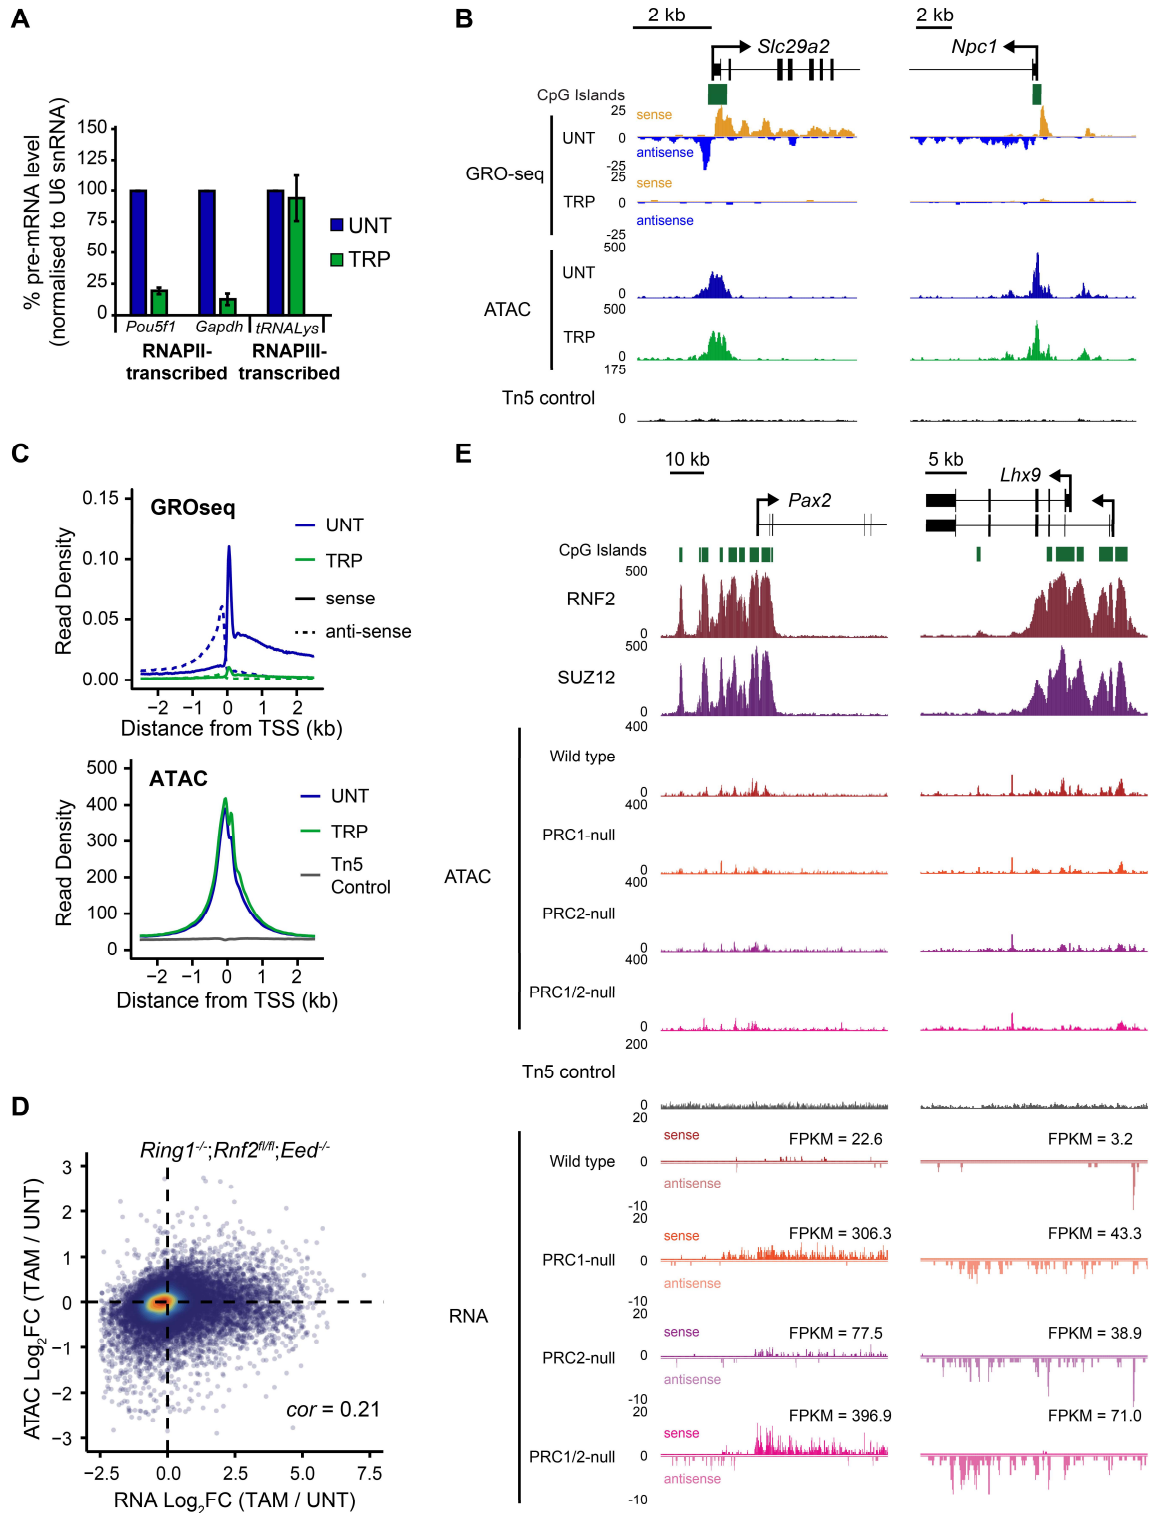 A
% pre-mRNA level
(normalised to U6 snRNA)
150
125
100
75
50
25
0
UNT
TRP
Pou5f1 Gapdh tRNALys
RNAPII-
transcribed
RNAPIII-
transcribed
B
2 kb
2 kb
Slc29a2
Npc1
CpG Islands
GRO-seq
UNT
25
0
-25
sense
antisense
TRP
25
0
-25
sense
antisense
ATAC
UNT
500
0
TRP
500
0
Tn5 control
175
0
C
GROseq
Read Density
0.15
0.10
0.05
0.00
UNT
TRP
sense
anti-sense
−2 −1 0 1 2
Distance from TSS (kb)
ATAC
Read Density
500
400
300
200
100
0
UNT
TRP
Tn5
Control
−2 −1 0 1 2
Distance from TSS (kb)
D
Ring1-/-;Rnf2fl/fl;Eed-/-
ATAC Log2FC (TAM / UNT)
3
2
1
0
−1
−2
−3
cor = 0.21
−2.5 0.0 2.5 5.0 7.5
RNA Log2FC (TAM / UNT)
E
10 kb
5 kb
Pax2
Lhx9
CpG Islands
RNF2
500
0
SUZ12
500
0
ATAC
Wild type
400
0
PRC1-null
400
0
PRC2-null
400
0
PRC1/2-null
400
0
Tn5 control
200
0
RNA
Wild type
20
0
-10
sense
antisense
FPKM = 22.6
FPKM = 3.2
PRC1-null
20
0
-10
sense
antisense
FPKM = 306.3
FPKM = 43.3
PRC2-null
20
0
-10
sense
antisense
FPKM = 77.5
FPKM = 38.9
PRC1/2-null
20
0
-10
sense
antisense
FPKM = 396.9
FPKM = 71.0